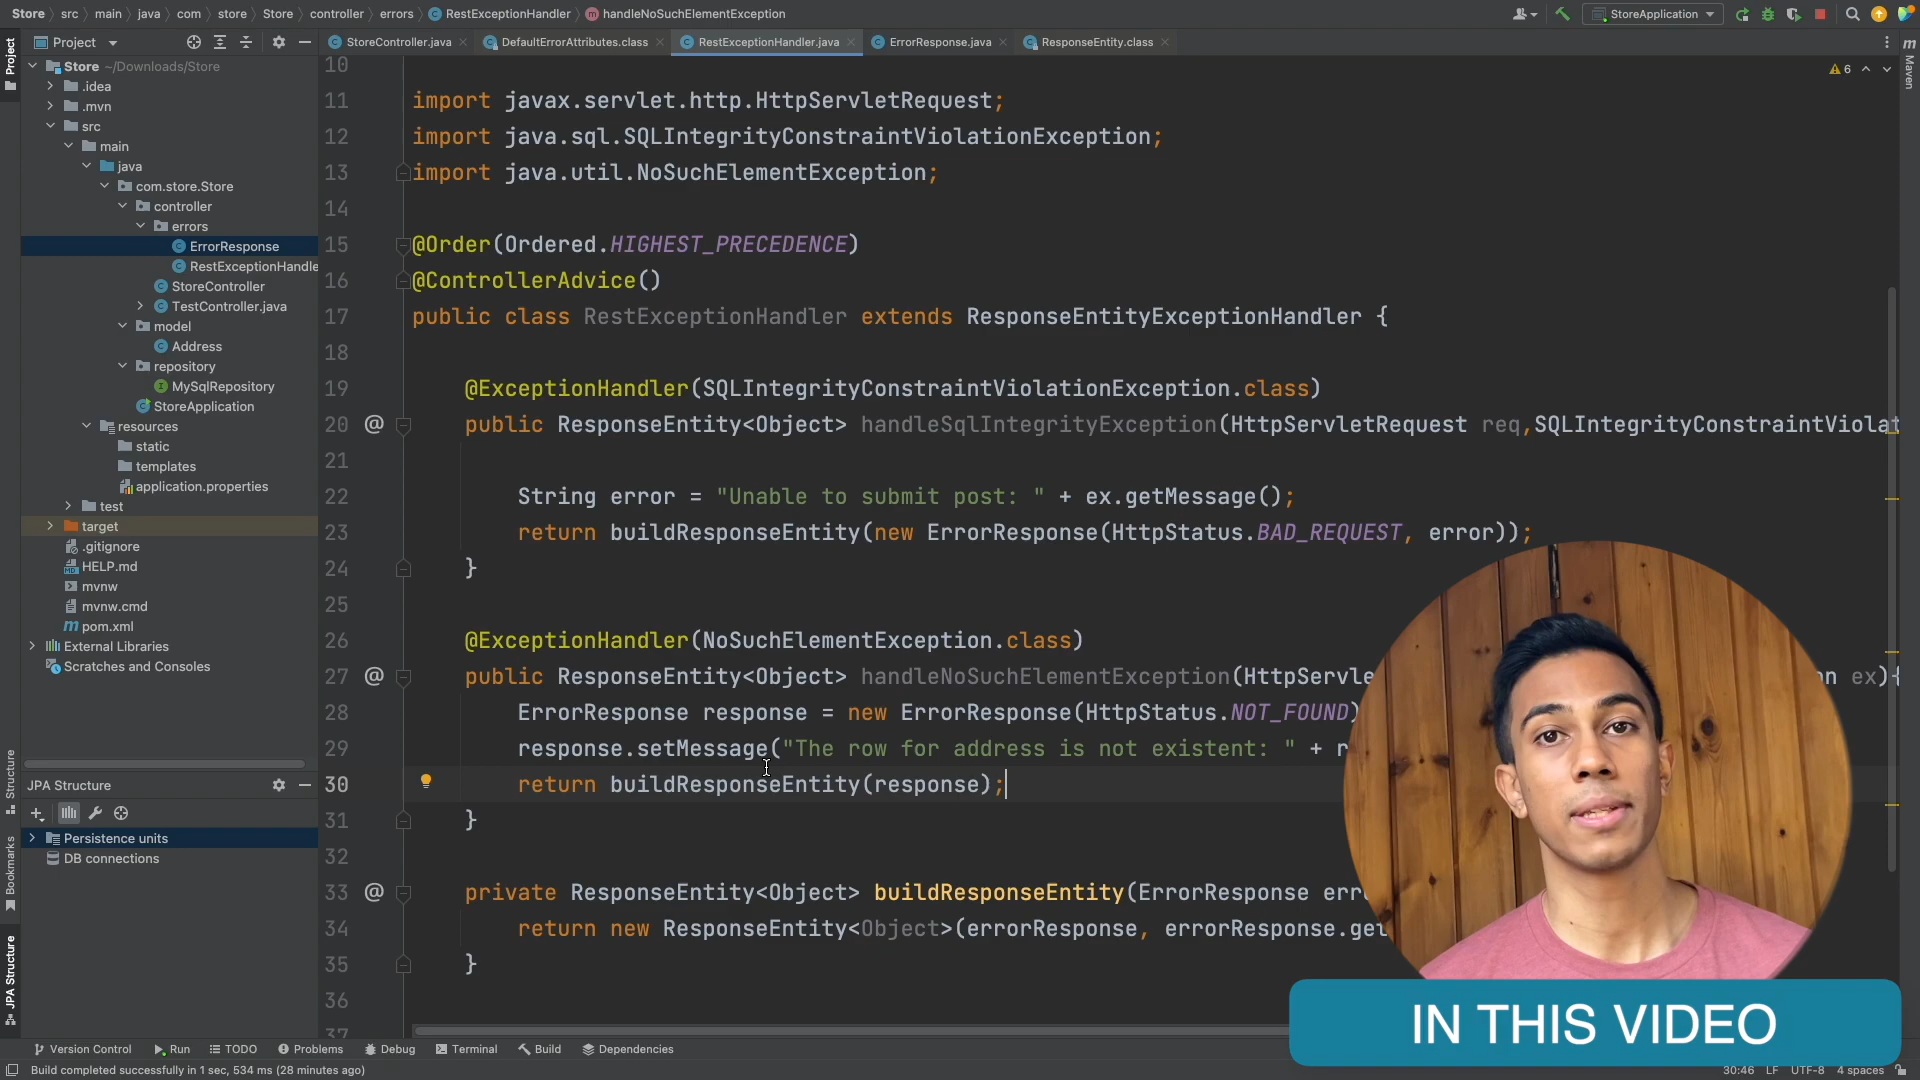 Store › src › main › java › com › store › Store › controller › errors › RestExceptionHandler › handleNoSuchElementException
StoreApplication
Project
StoreController.java
DefaultErrorAttributes.class
RestExceptionHandler.java
ErrorResponse.java
ResponseEntity.class
Project
Maven
Store ~/Downloads/Store
.idea
.mvn
src
main
java
com.store.Store
controller
errors
ErrorResponse
RestExceptionHandle
StoreController
TestController.java
model
Address
repository
MySqlRepository
StoreApplication
resources
static
templates
application.properties
test
target
.gitignore
HELP.md
mvnw
mvnw.cmd
pom.xml
External Libraries
Scratches and Consoles
JPA Structure
Persistence units
DB connections
Structure
Bookmarks
JPA Structure
6
10
11 import javax.servlet.http.HttpServletRequest;
12 import java.sql.SQLIntegrityConstraintViolationException;
13 import java.util.NoSuchElementException;
14
15 @Order(Ordered.HIGHEST_PRECEDENCE)
16 @ControllerAdvice()
17 public class RestExceptionHandler extends ResponseEntityExceptionHandler {
18
19 @ExceptionHandler(SQLIntegrityConstraintViolationException.class)
20 @ public ResponseEntity<Object> handleSqlIntegrityException(HttpServletRequest req,SQLIntegrityConstraintViolat
21
22 String error = "Unable to submit post: " + ex.getMessage();
23 return buildResponseEntity(new ErrorResponse(HttpStatus.BAD_REQUEST, error));
24 }
25
26 @ExceptionHandler(NoSuchElementException.class)
27 @ public ResponseEntity<Object> handleNoSuchElementException(HttpServle on ex){
28 ErrorResponse response = new ErrorResponse(HttpStatus.NOT_FOUND)
29 response.setMessage("The row for address is not existent: " + r
30 return buildResponseEntity(response);
31 }
32
33 @ private ResponseEntity<Object> buildResponseEntity(ErrorResponse err
34 return new ResponseEntity<Object>(errorResponse, errorResponse.get
35 }
36
37
IN THIS VIDEO
Version Control Run TODO Problems Debug Terminal Build Dependencies
Build completed successfully in 1 sec, 534 ms (28 minutes ago)
30:46 LF UTF-8 4 spaces